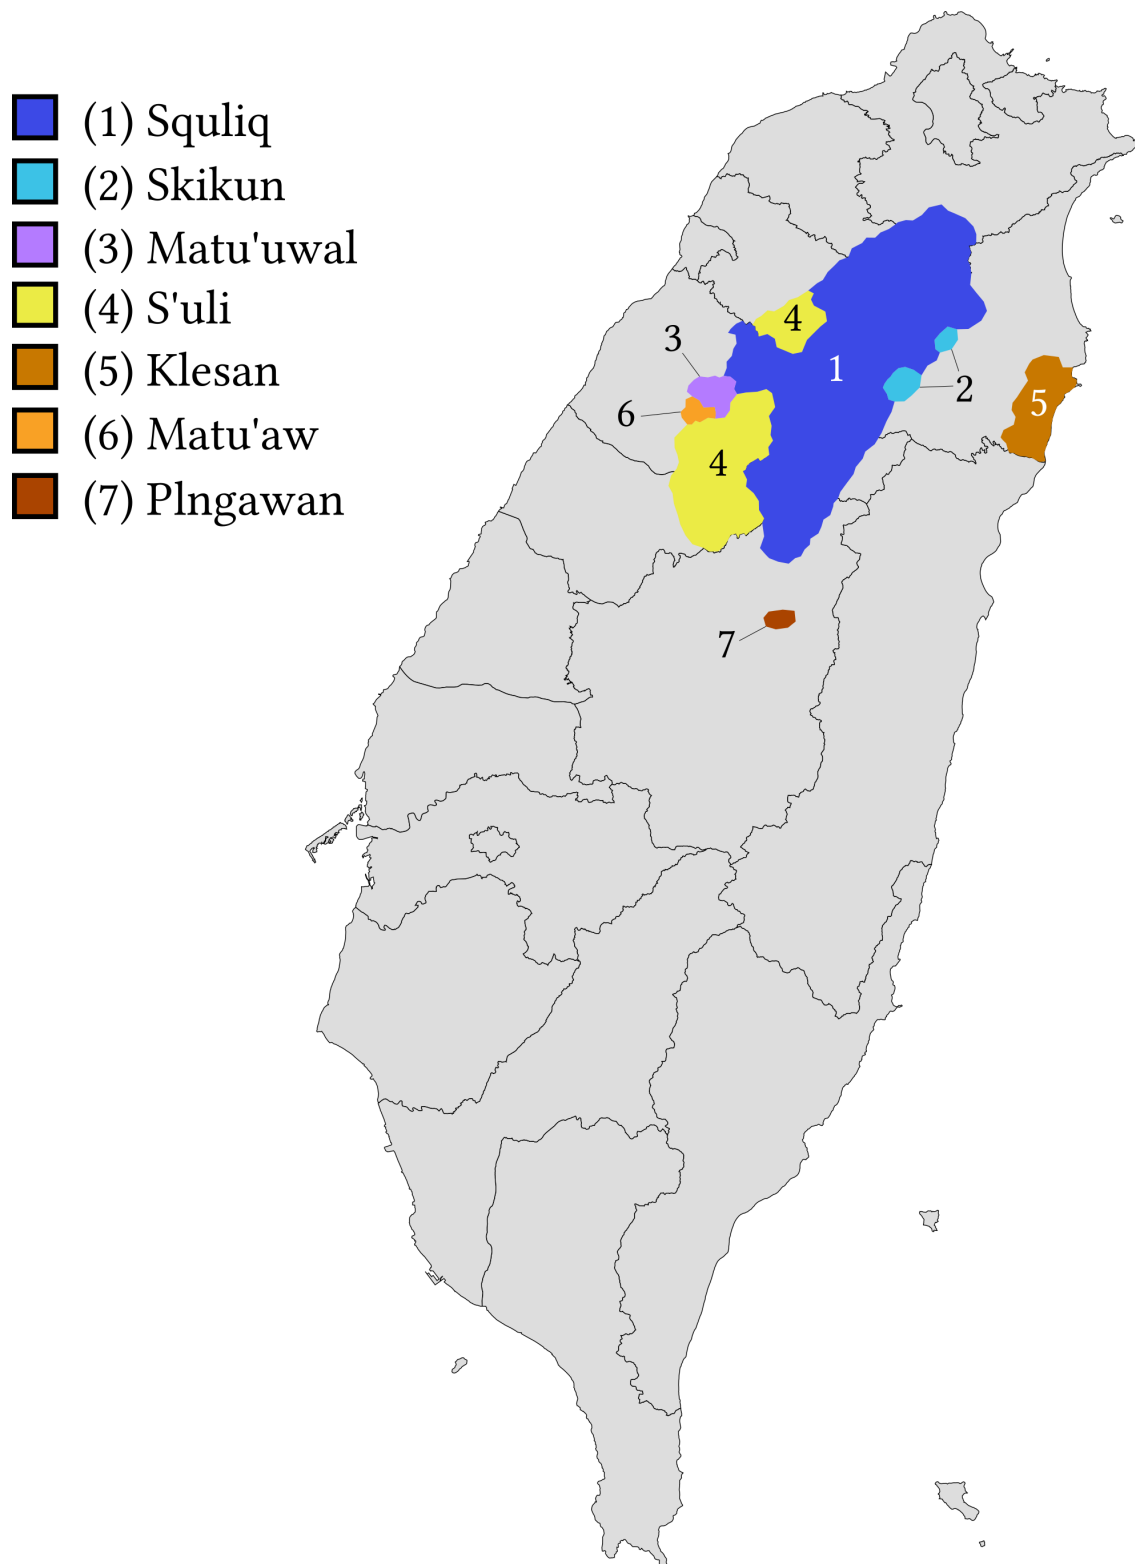 (1) Squliq
(2) Skikun
(3) Matu'uwal
(4) S'uli
(5) Klesan
(6) Matu'aw
(7) Plngawan
4
3
1
2
5
6
4
7